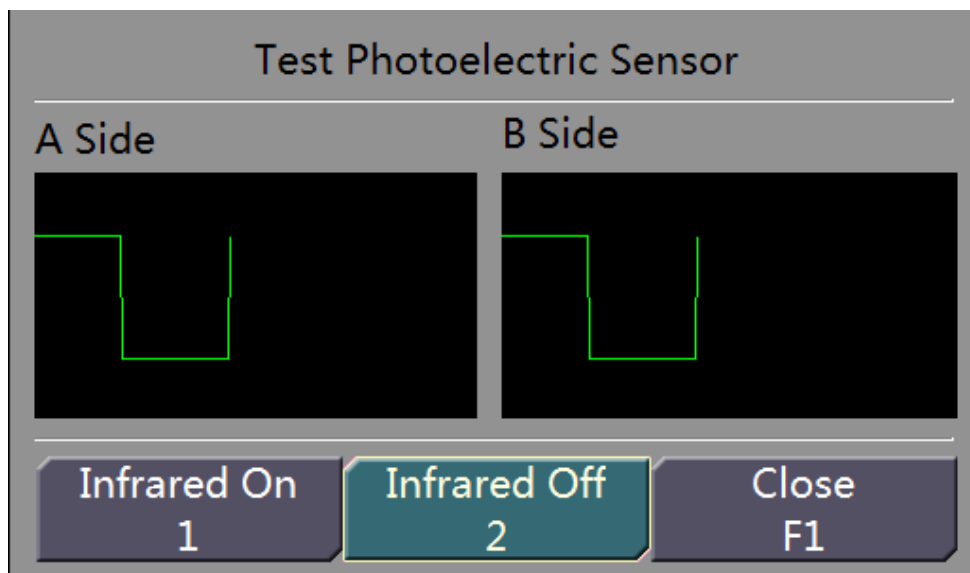 Test Photoelectric Sensor
A Side
B Side
Infrared On
1
Infrared Off
2
Close
F1